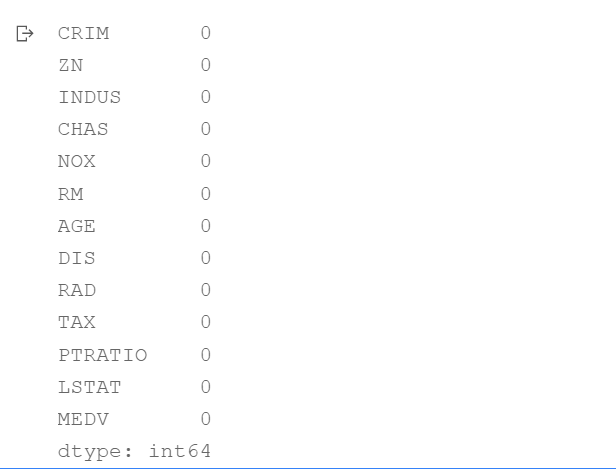 CRIM 0
ZN 0
INDUS 0
CHAS 0
NOX 0
RM 0
AGE 0
DIS 0
RAD 0
TAX 0
PTRATIO 0
LSTAT 0
MEDV 0
dtype: int64